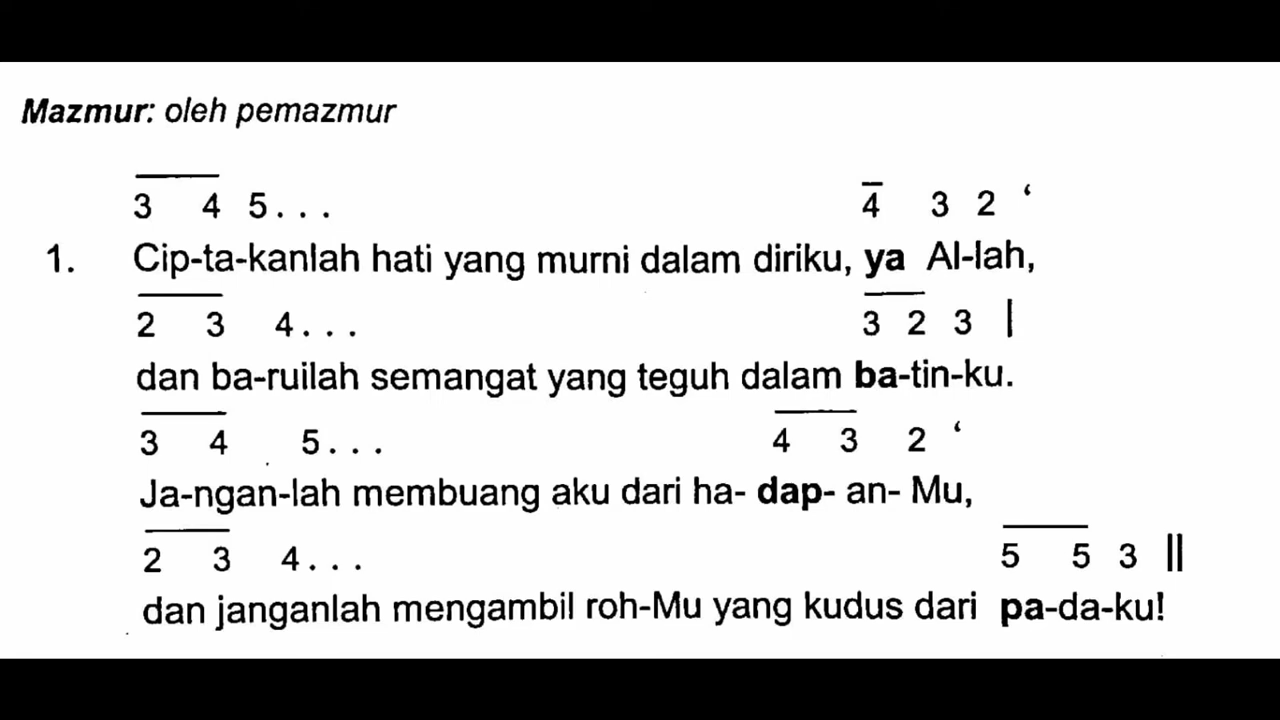 Mazmur: oleh pemazmur
3 4 5... 4 3 2 ‘
1. Cip-ta-kanlah hati yang murni dalam diriku, ya Al-lah,
2 3 4... 3 2 3 |
dan ba-ruilah semangat yang teguh dalam ba-tin-ku.
3 4 5... 4 3 2 ‘
Ja-ngan-lah membuang aku dari ha- dap- an- Mu,
2 3 4... 5 5 3 ||
dan janganlah mengambil roh-Mu yang kudus dari pa-da-ku!